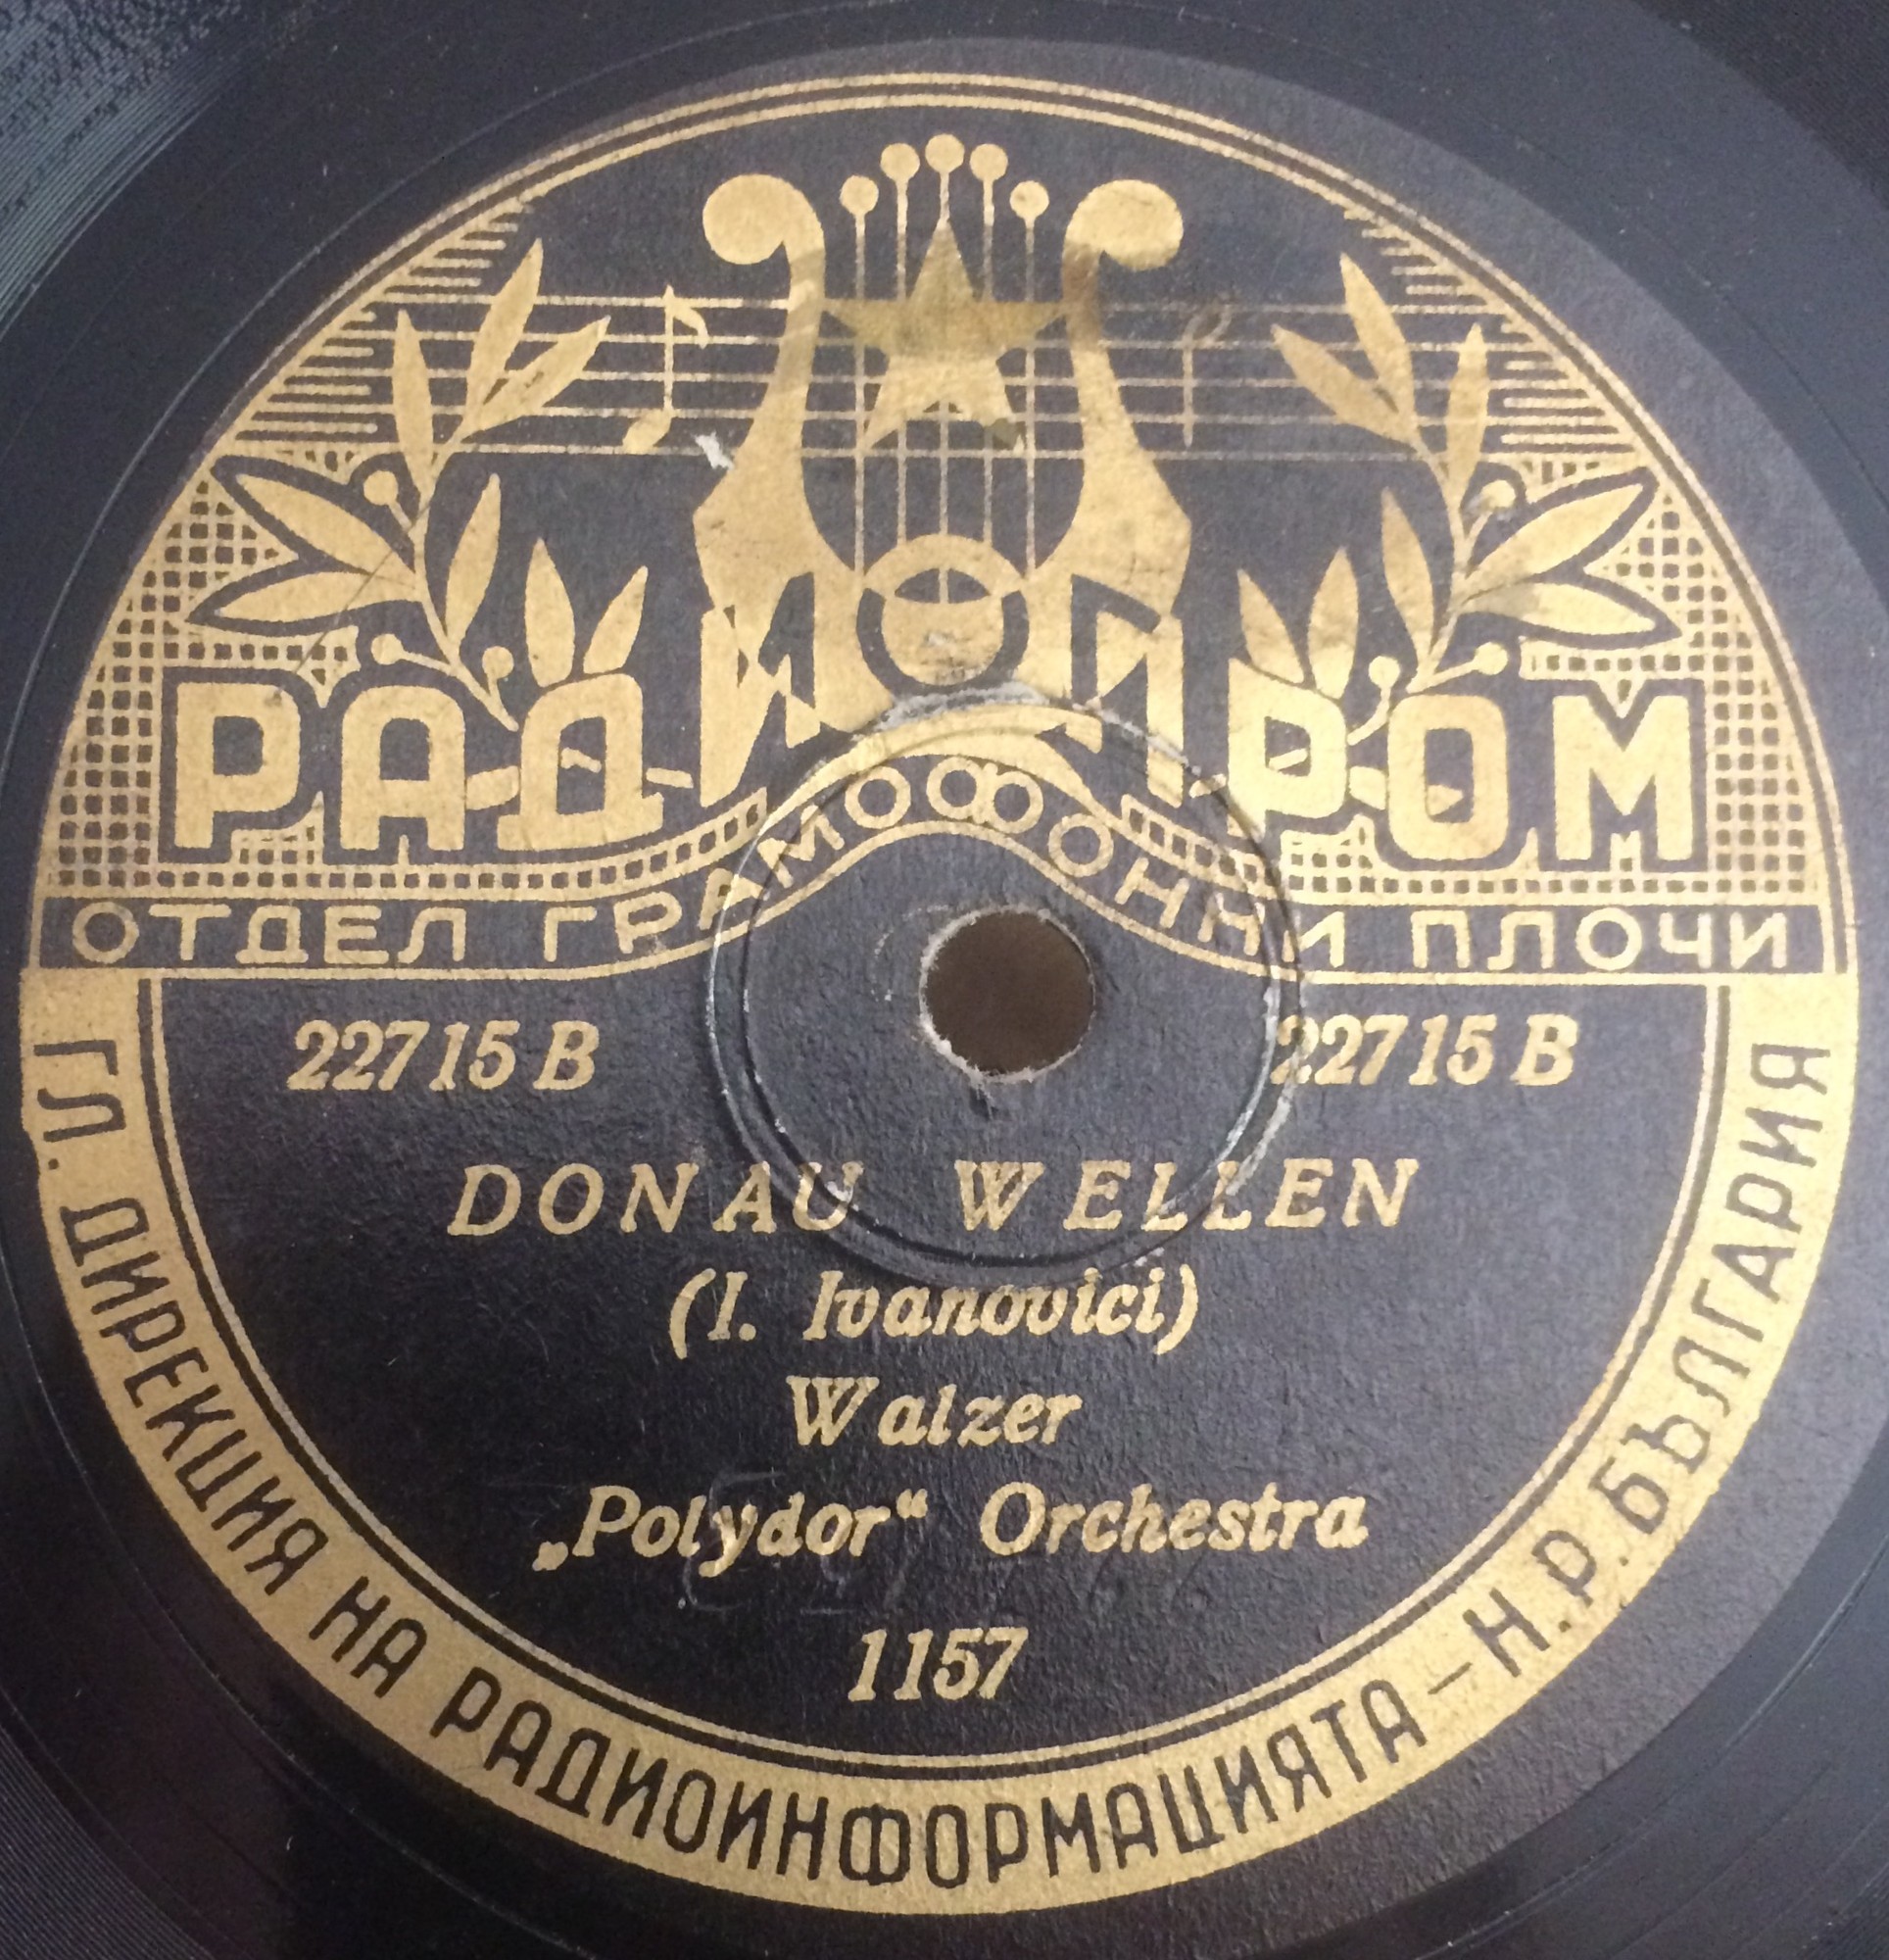 РАДИОПРОМ
ОТДЕЛ ГРАМОФОННИ ПЛОЧИ
22715 B 22715 B
DONAU WELLEN
(I. Ivanovici)
Walzer
„Polydor“ Orchestra
1157
ГЛ. ДИРЕКЦИЯ НА РАДИОИНФОРМАЦИЯТА – Н.Р.БЪЛГАРИЯ